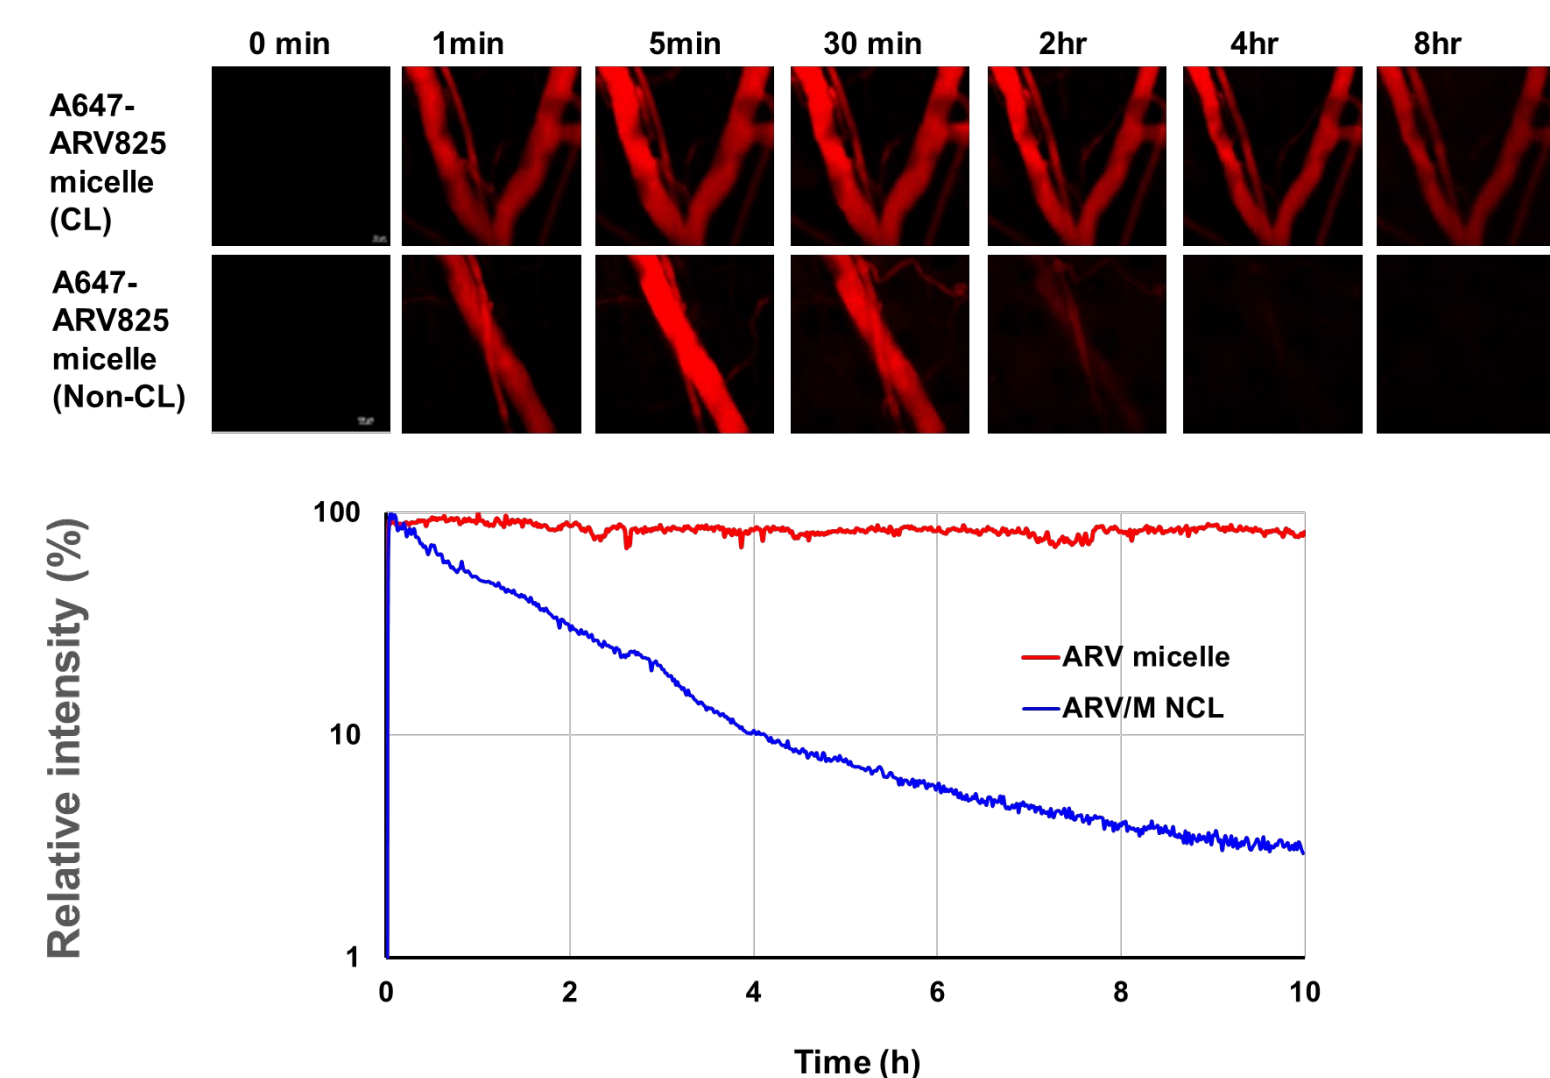 0 min 1min 5min 30 min 2hr 4hr 8hr
A647-
ARV825
micelle
(CL)
A647-
ARV825
micelle
(Non-CL)
Relative intensity (%)
100
10
1
ARV micelle
ARV/M NCL
0 2 4 6 8 10
Time (h)